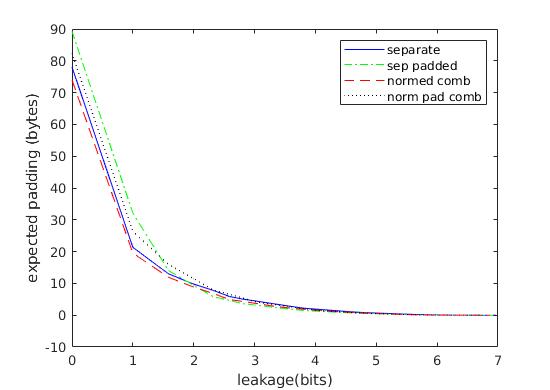 90
80
70
60
50
40
30
20
10
0
-10
expected padding (bytes)
separate
sep padded
normed comb
norm pad comb
0 1 2 3 4 5 6 7
leakage(bits)